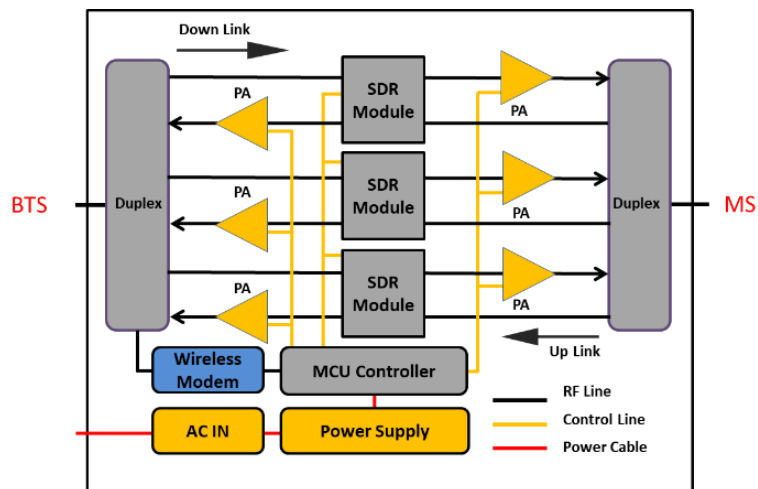 Down Link
PA
SDR
Module
PA
PA
SDR
Module
PA
BTS
Duplex
Duplex
MS
PA
SDR
Module
PA
Up Link
Wireless
Modem
MCU Controller
RF Line
AC IN
Power Supply
Control Line
Power Cable